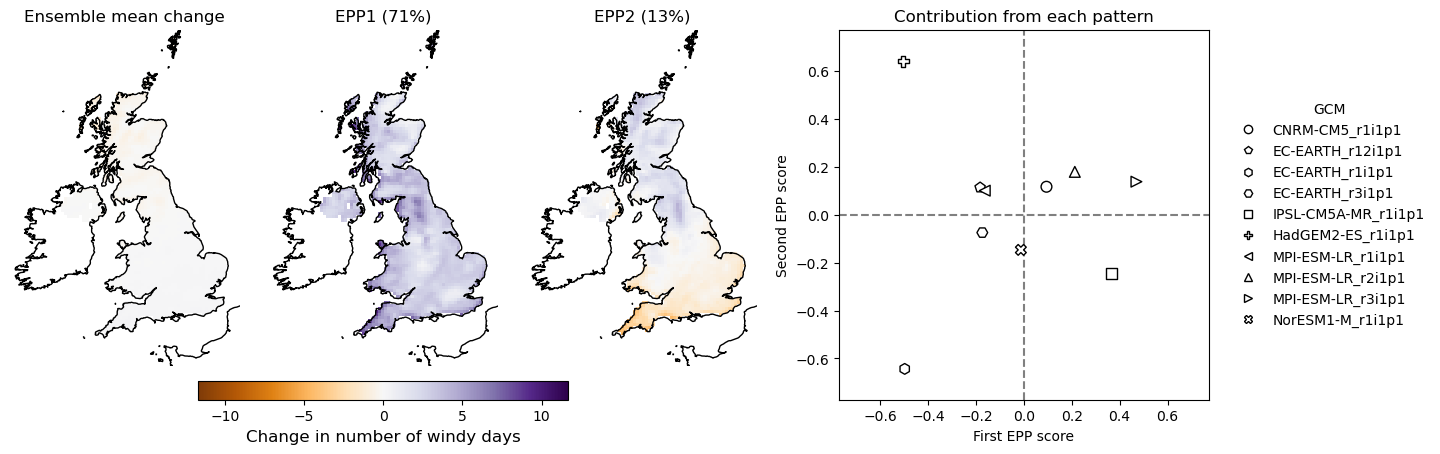 Ensemble mean change
EPP1 (71%)
EPP2 (13%)
Contribution from each pattern
−10
−5
0
5
10
Change in number of windy days
Second EPP score
0.6
0.4
0.2
0.0
−0.2
−0.4
−0.6
−0.6
−0.4
−0.2
0.0
0.2
0.4
0.6
First EPP score
GCM
CNRM-CM5_r1i1p1
EC-EARTH_r12i1p1
EC-EARTH_r1i1p1
EC-EARTH_r3i1p1
IPSL-CM5A-MR_r1i1p1
HadGEM2-ES_r1i1p1
MPI-ESM-LR_r1i1p1
MPI-ESM-LR_r2i1p1
MPI-ESM-LR_r3i1p1
NorESM1-M_r1i1p1